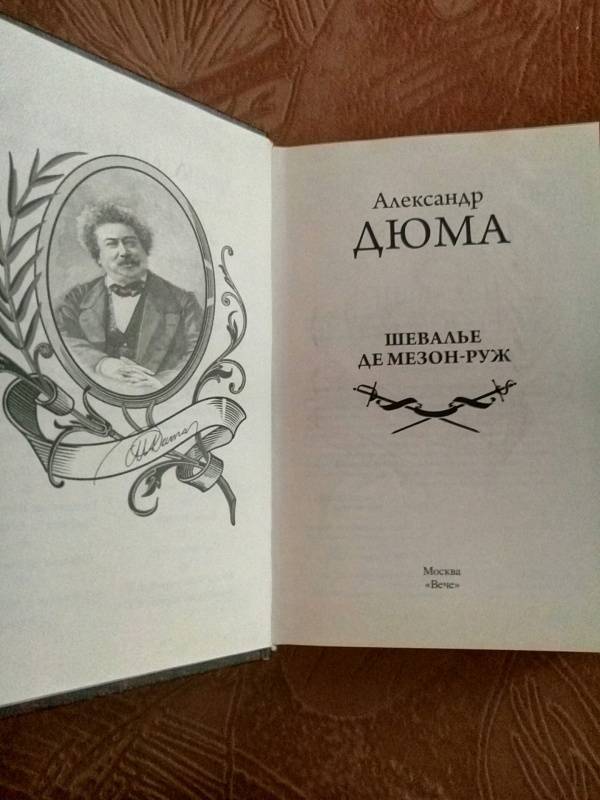 Александр
ДЮМА
ШЕВАЛЬЕ
ДЕ МЕЗОН-РУЖ
Москва
«Вече»